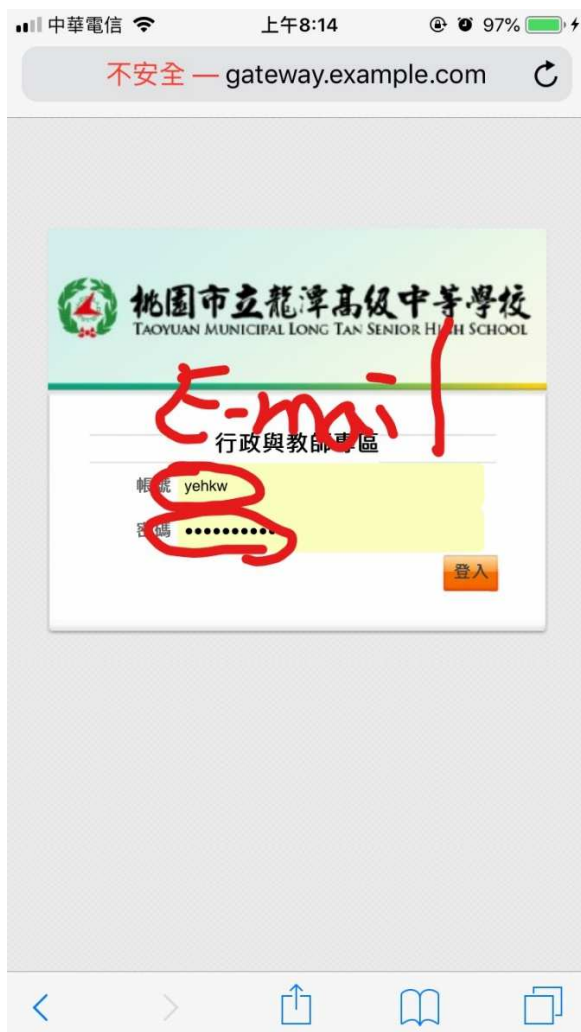 中華電信 上午8:14 97%
不安全 — gateway.example.com
桃園市立龍潭高級中等學校
TAOYUAN MUNICIPAL LONG TAN SENIOR HIGH SCHOOL
E-mail
行政與教師專區
帳號 yehkw
密碼 ●●●●●●●●●●
登入